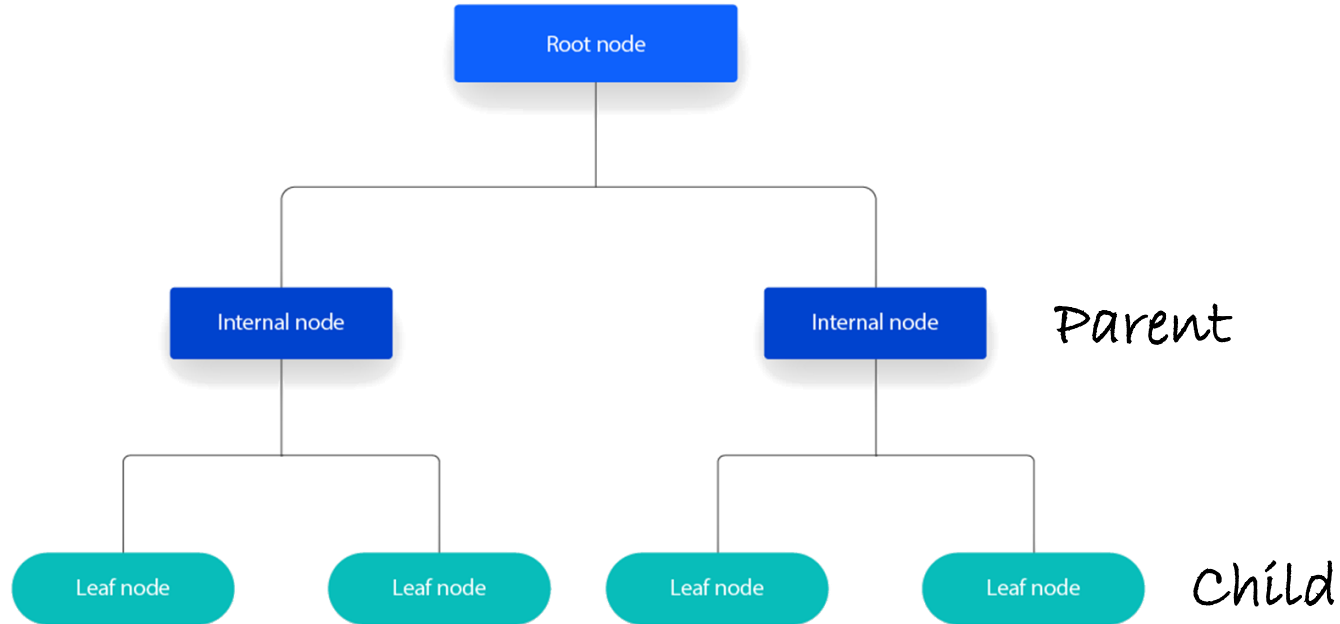 Root node
Internal node
Internal node
Parent
Leaf node
Leaf node
Leaf node
Leaf node
Child